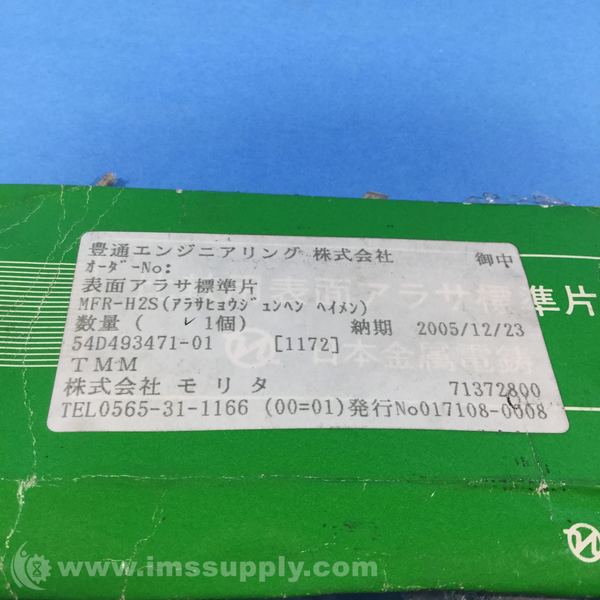 豊通エンジニアリング 株式会社 御中
ｵｰﾀﾞｰNo:
表面アラサ標準片
MFR-H2S(ｱﾗｻﾋｮｳｼﾞｭﾝﾍﾝ ﾍｲﾒﾝ)
数量 ( ✓ 1個) 納期 2005/12/23
54D493471-01 [1172]
TMM
株式会社 モリタ 71372800
TEL0565-31-1166 (00=01)発行No017108-0008
表面アラサ標準片
日本金属電鋳
www.imssupply.com